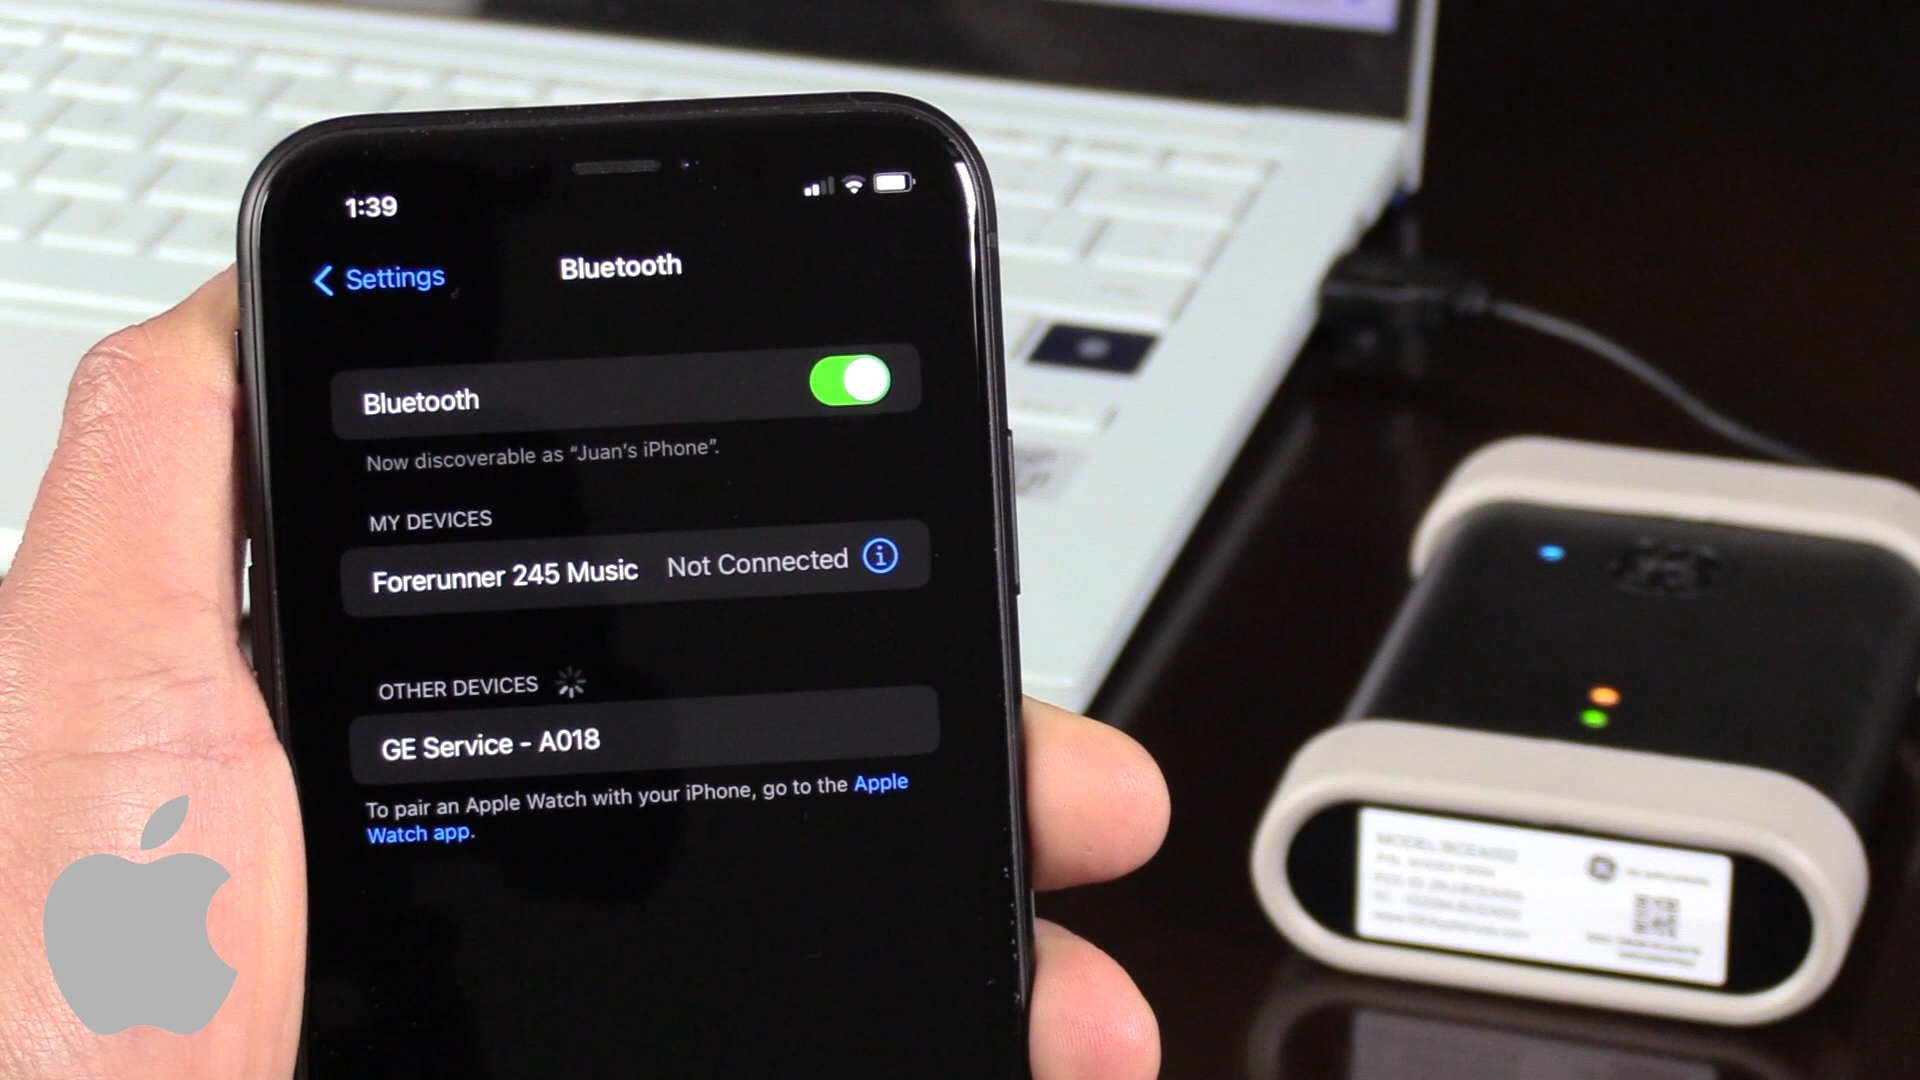 1:39
Settings
Bluetooth
Bluetooth
Now discoverable as “Juan’s iPhone”.
MY DEVICES
Forerunner 245 Music Not Connected
OTHER DEVICES
GE Service - A018
To pair an Apple Watch with your iPhone, go to the Apple
Watch app.